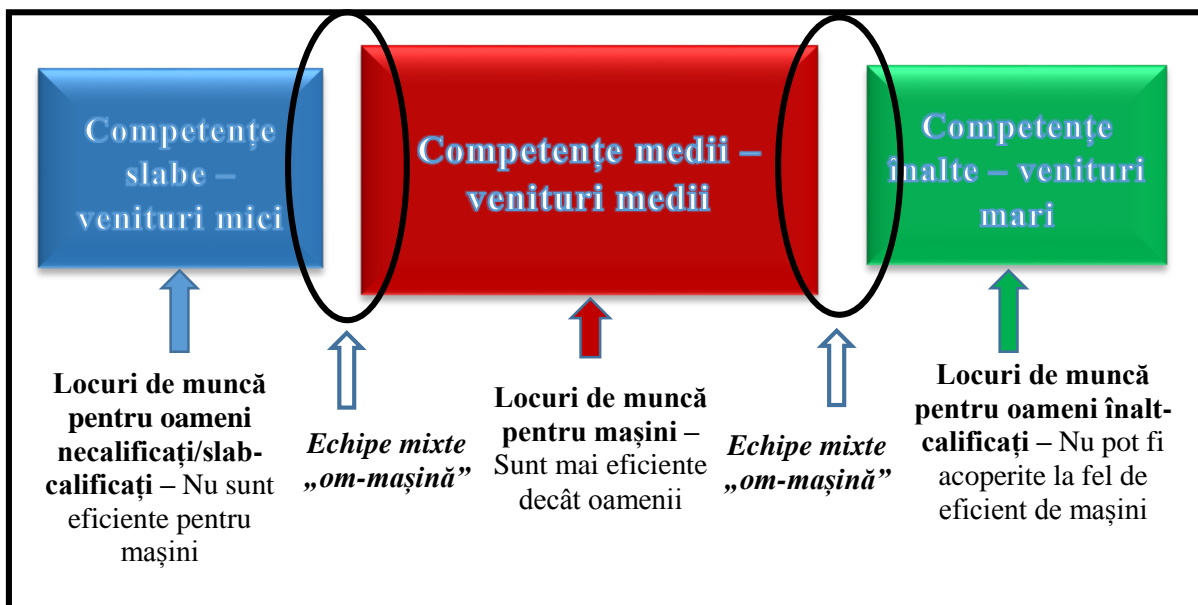 Competențe
slabe –
venituri mici
Competențe medii –
venituri medii
Competențe
înalte – venituri
mari
Locuri de muncă
pentru oameni
necalificați/slab-
calificați – Nu sunt
eficiente pentru
mașini
Echipe mixte
„om-mașină”
Locuri de muncă
pentru mașini –
Sunt mai eficiente
decât oamenii
Echipe mixte
„om-mașină”
Locuri de muncă
pentru oameni înalt-
calificați – Nu pot fi
acoperite la fel de
eficient de mașini